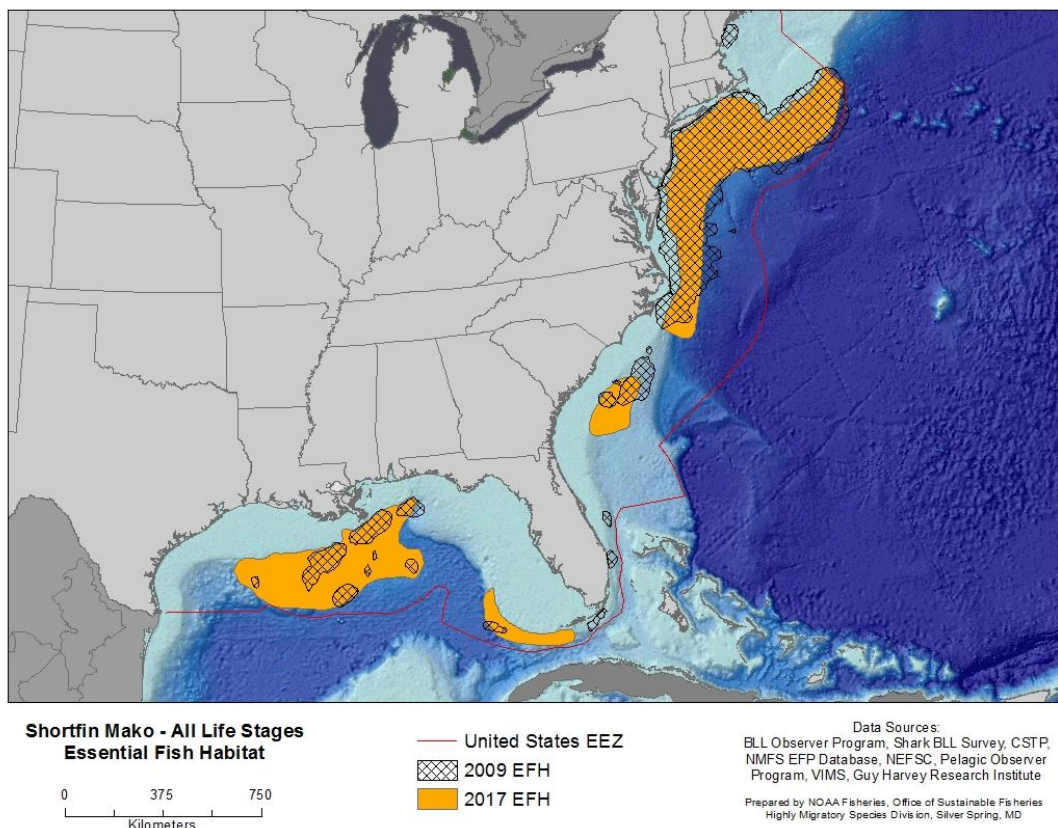 Shortfin Mako - All Life Stages
Essential Fish Habitat
0 375 750
Kilometers
United States EEZ
2009 EFH
2017 EFH
Data Sources:
BLL Observer Program, Shark BLL Survey, CSTP,
NMFS EFP Database, NEFSC, Pelagic Observer
Program, VIMS, Guy Harvey Research Institute
Prepared by NOAA Fisheries, Office of Sustainable Fisheries
Highly Migratory Species Division, Silver Spring, MD